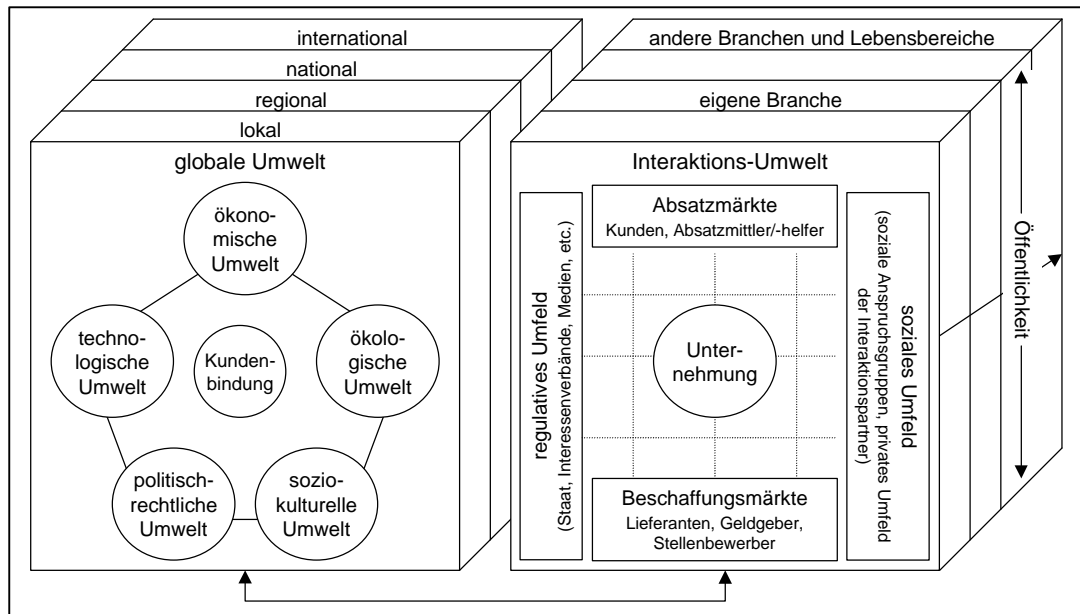 international
national
regional
lokal
globale Umwelt
ökono-
mische
Umwelt
techno-
logische
Umwelt
Kunden-
bindung
ökolo-
gische
Umwelt
politisch-
rechtliche
Umwelt
sozio-
kulturelle
Umwelt
andere Branchen und Lebensbereiche
eigene Branche
Interaktions-Umwelt
regulatives Umfeld
(Staat, Interessenverbände, Medien, etc.)
Absatzmärkte
Kunden, Absatzmittler/-helfer
Unter-
nehmung
Beschaffungsmärkte
Lieferanten, Geldgeber,
Stellenbewerber
soziales Umfeld
(soziale Anspruchsgruppen, privates Umfeld
der Interaktionspartner)
Öffentlichkeit